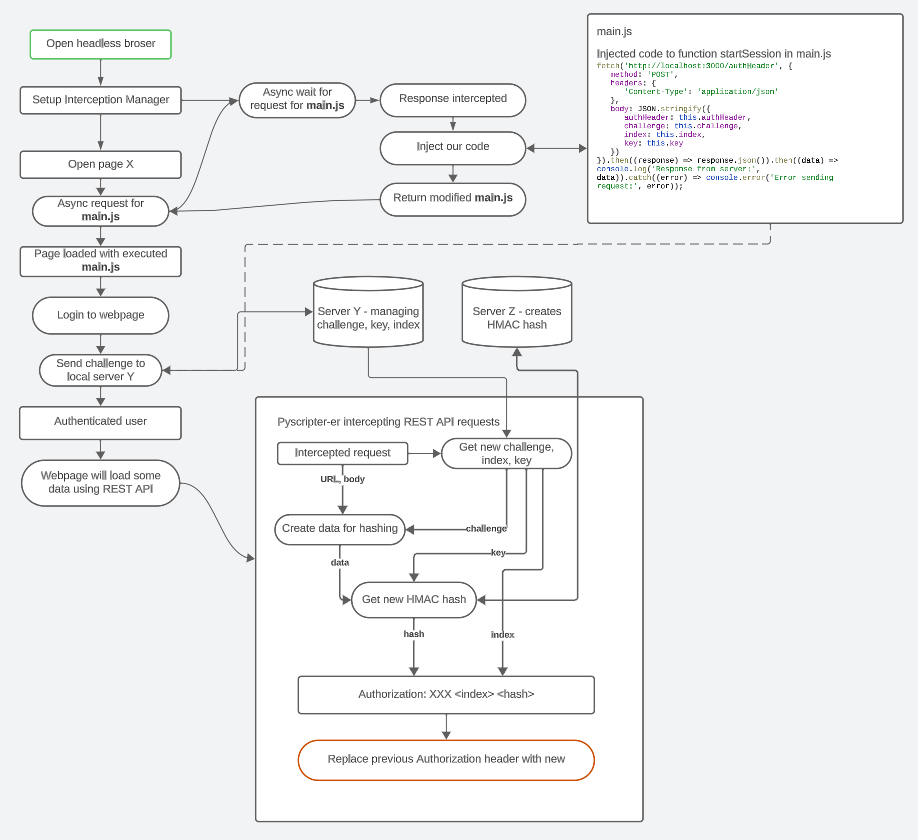 Open headless broser
Setup Interception Manager
Open page X
Async request for
main.js
Page loaded with executed
main.js
Login to webpage
Send challenge to
local server Y
Authenticated user
Webpage will load some
data using REST API
Async wait for
request for main.js
Response intercepted
Inject our code
Return modified main.js
main.js
Injected code to function startSession in main.js
fetch('http://localhost:3000/authHeader', {
method: 'POST',
headers: {
'Content-Type': 'application/json'
},
body: JSON.stringify({
authHeader: this.authHeader,
challenge: this.challenge,
index: this.index,
key: this.key
})
}).then((response) => response.json()).then((data) =>
console.log('Response from server:',
data)).catch((error) => console.error('Error sending
request:', error));
Server Y - managing
challenge, key, index
Server Z - creates
HMAC hash
Pyscripter-er intercepting REST API requests
Intercepted request
Get new challenge,
index, key
URL, body
Create data for hashing
challenge
key
data
Get new HMAC hash
hash
index
Authorization: XXX <index> <hash>
Replace previous Authorization header with new